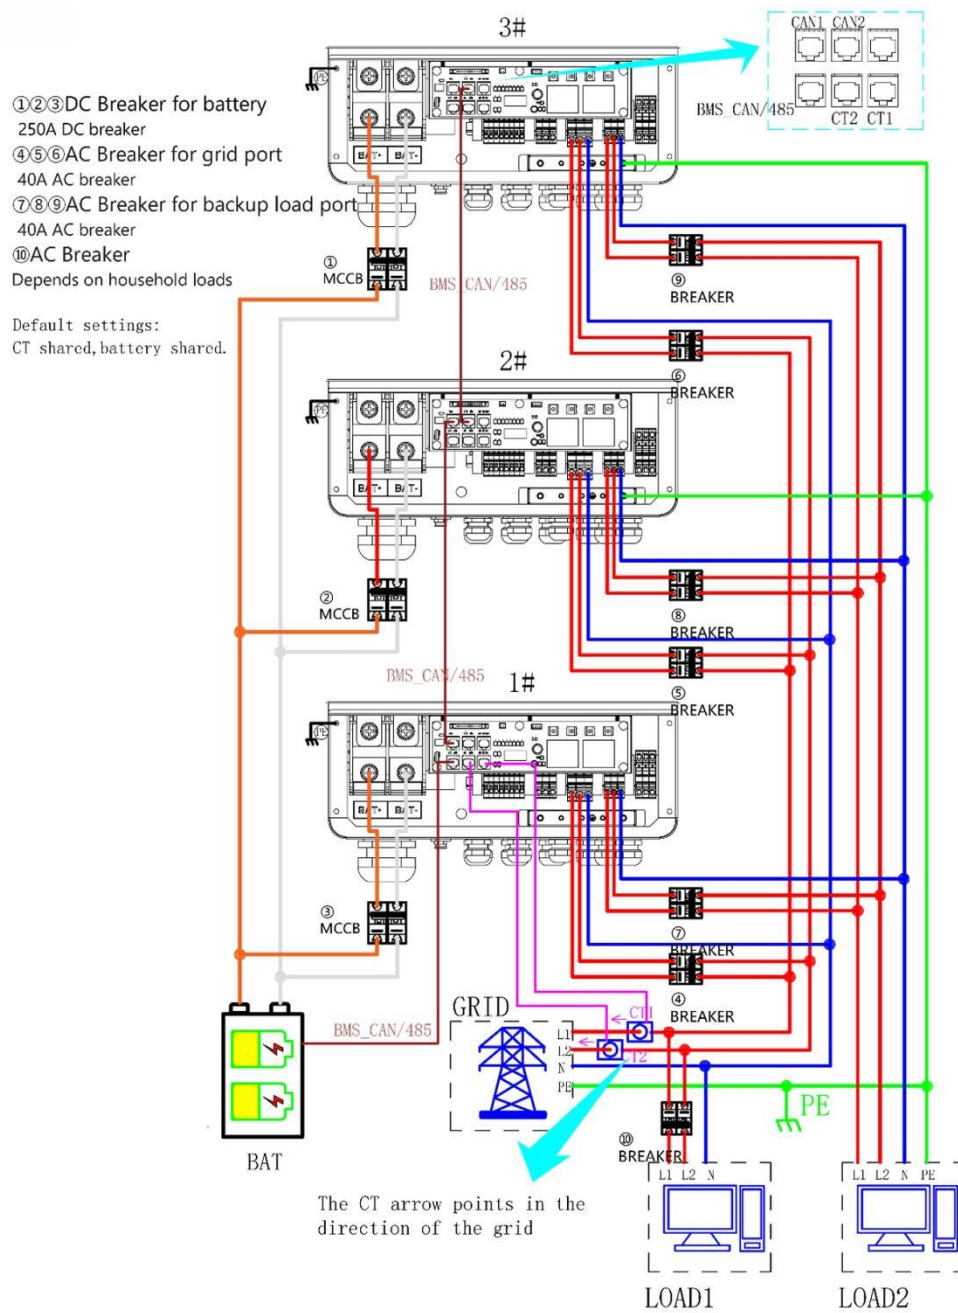 3#
CAN1 CAN2
BMS_CAN/485
CT2 CT1
①②③DC Breaker for battery
250A DC breaker
④⑤⑥AC Breaker for grid port
40A AC breaker
⑦⑧⑨AC Breaker for backup load port
40A AC breaker
⑩AC Breaker
Depends on household loads
Default settings:
CT shared,battery shared.
PE
BAT+ BAT-
①
MCCB
BMS_CAN/485
⑨
BREAKER
2#
⑥
BREAKER
PE
BAT+ BAT-
②
MCCB
⑧
BREAKER
BMS_CAN/485
1#
⑤
BREAKER
PE
BAT+ BAT-
③
MCCB
⑦
BREAKER
④
BREAKER
BMS_CAN/485
GRID
L1
CT1
L2
CT2
N
PE
PE
BAT
⑩
BREAKER
L1 L2 N
L1 L2 N PE
The CT arrow points in the
direction of the grid
LOAD1
LOAD2